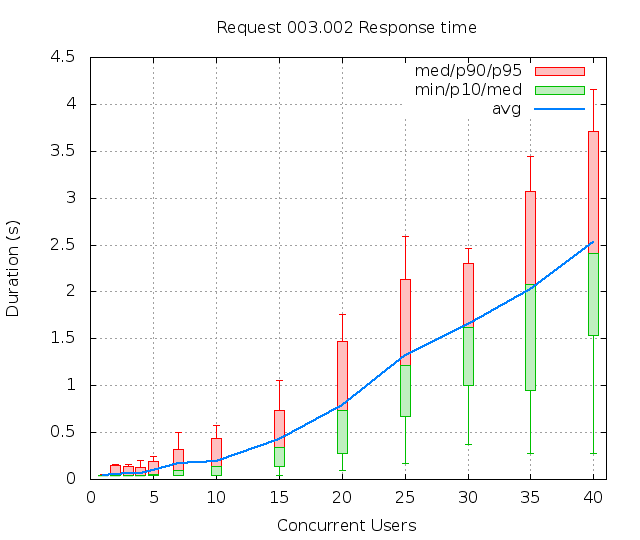 Request 003.002 Response time
4.5
4
3.5
3
2.5
2
1.5
1
0.5
0
med/p90/p95
min/p10/med
avg
Duration (s)
0 5 10 15 20 25 30 35 40
Concurrent Users